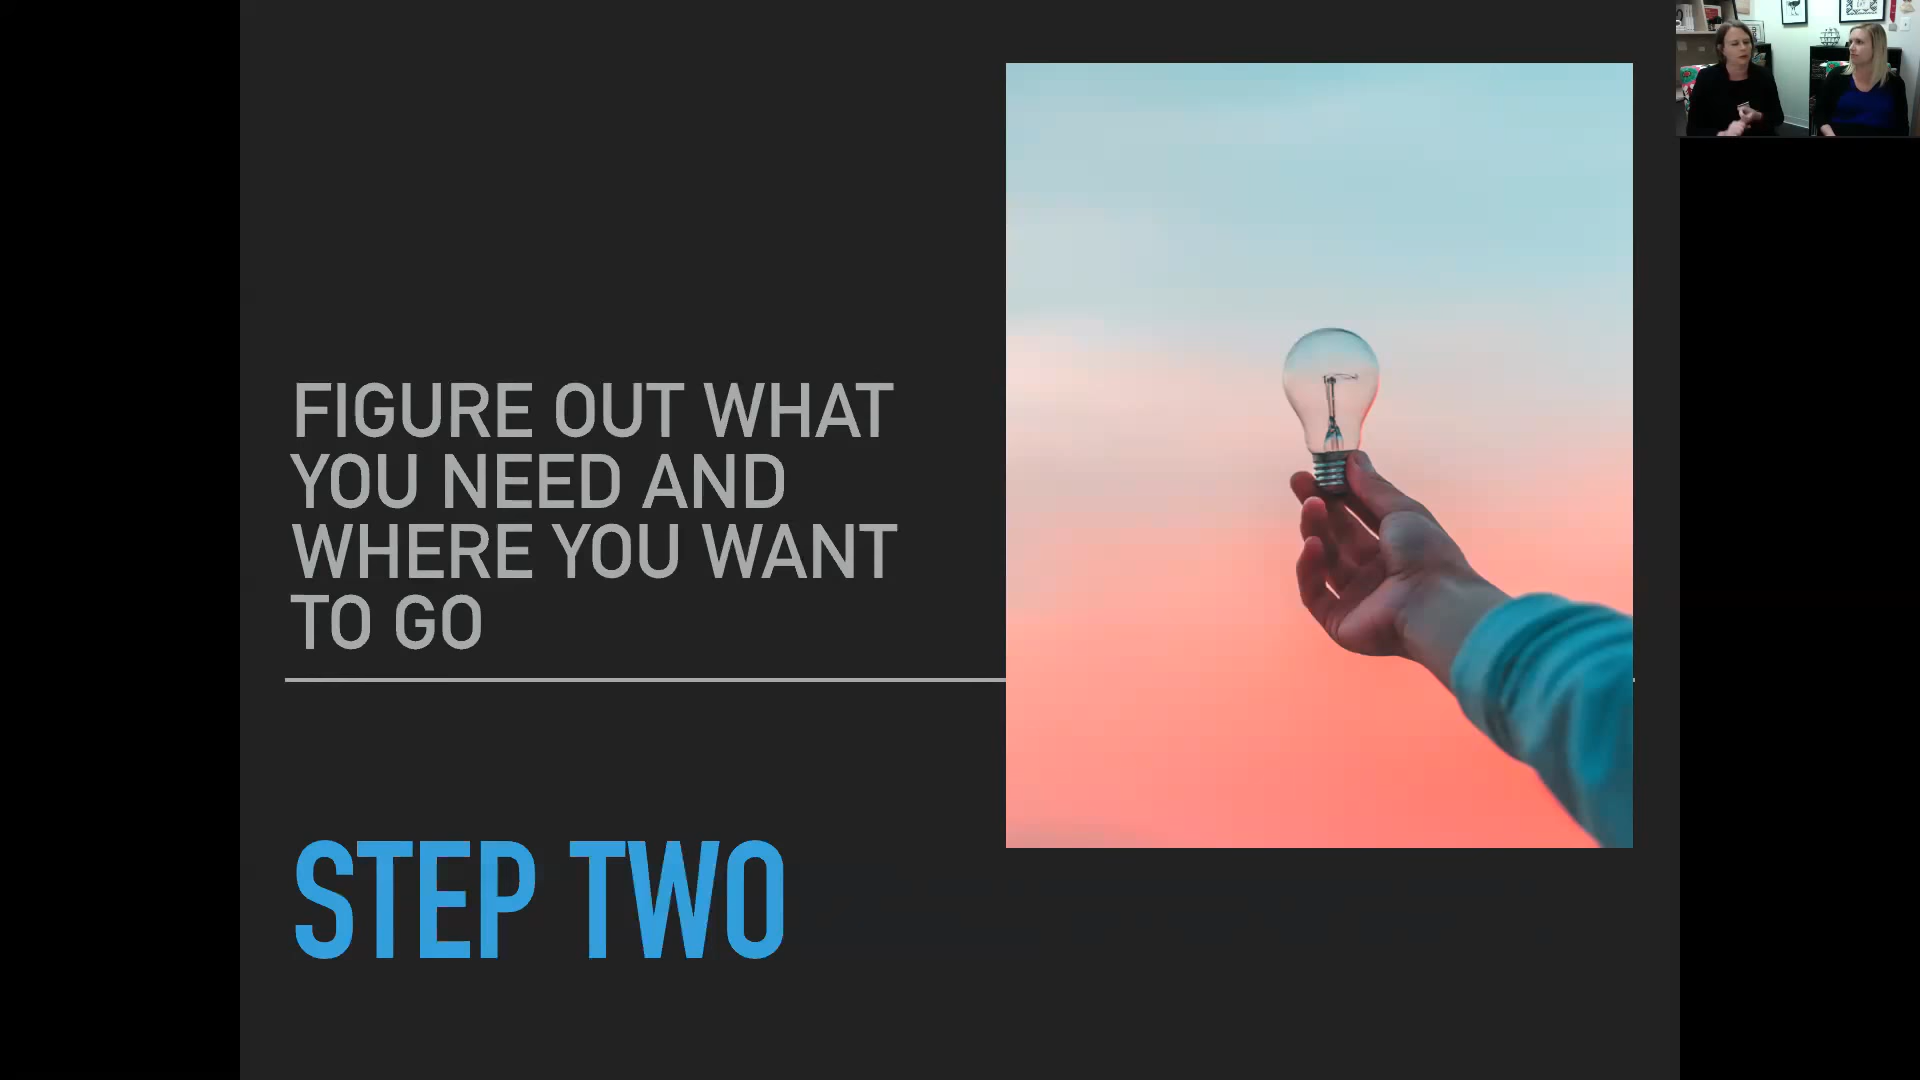 FIGURE OUT WHAT
YOU NEED AND
WHERE YOU WANT
TO GO
STEP TWO